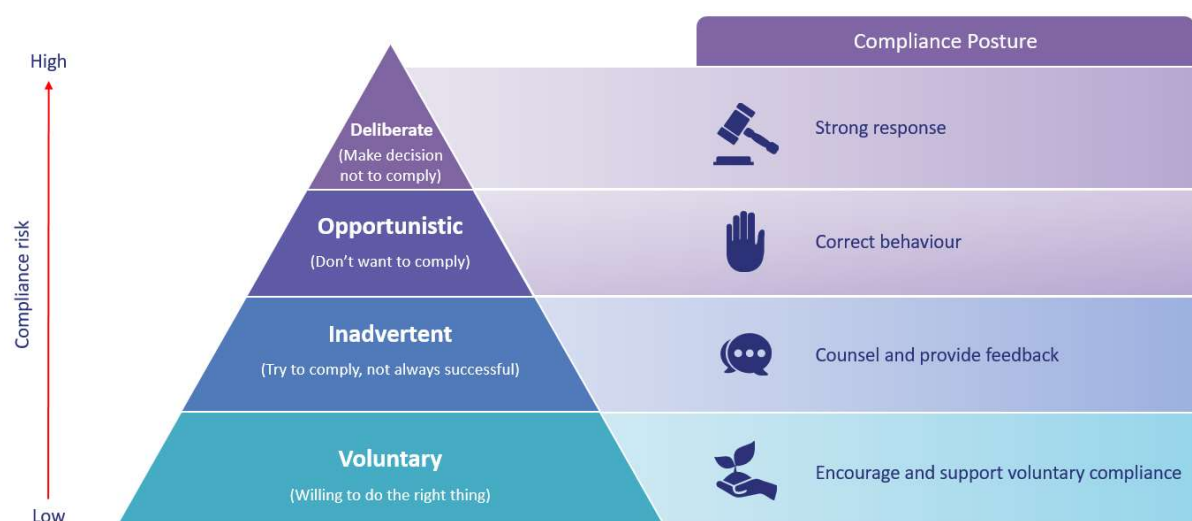 Compliance Posture
High
Deliberate
(Make decision
not to comply)
Strong response
Opportunistic
(Don't want to comply)
Correct behaviour
Compliance risk
Inadvertent
(Try to comply, not always successful)
Counsel and provide feedback
Voluntary
(Willing to do the right thing)
Encourage and support voluntary compliance
Low